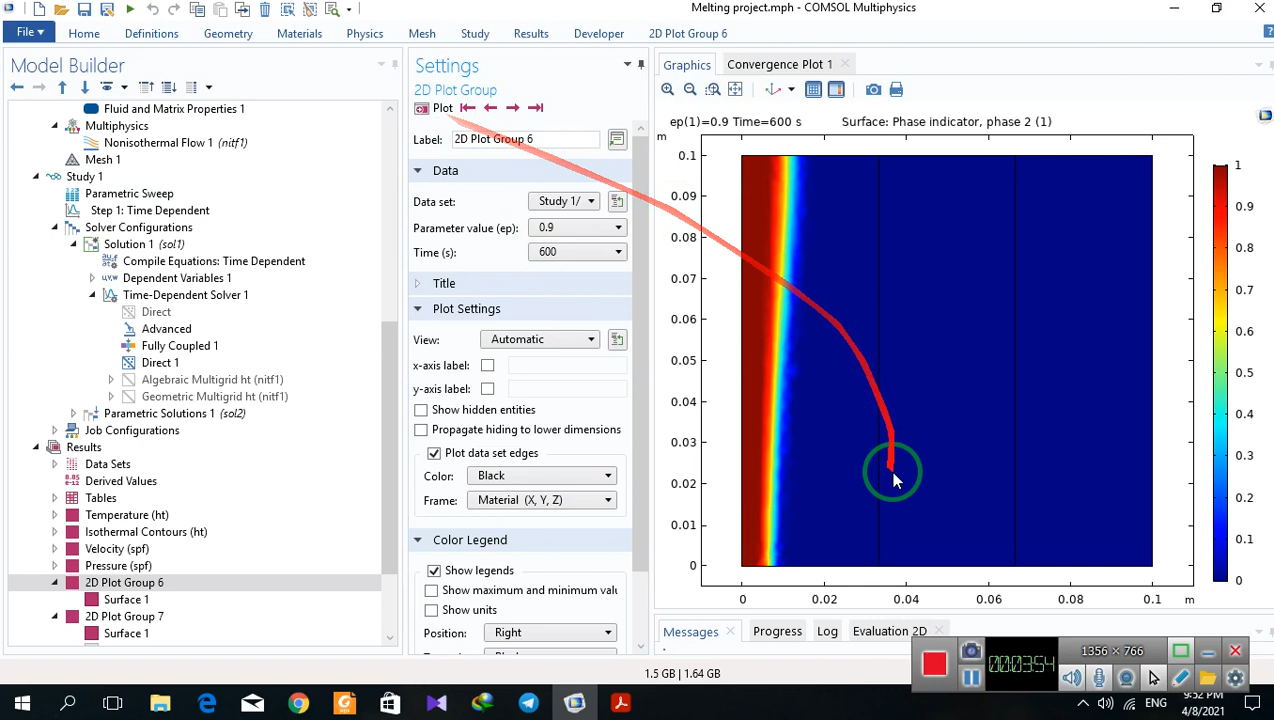 Melting project.mph - COMSOL Multiphysics
File Home Definitions Geometry Materials Physics Mesh Study Results Developer 2D Plot Group 6
Model Builder
Fluid and Matrix Properties 1
Multiphysics
Nonisothermal Flow 1 (nitf1)
Mesh 1
Study 1
Parametric Sweep
Step 1: Time Dependent
Solver Configurations
Solution 1 (sol1)
Compile Equations: Time Dependent
Dependent Variables 1
Time-Dependent Solver 1
Direct
Advanced
Fully Coupled 1
Direct 1
Algebraic Multigrid ht (nitf1)
Geometric Multigrid ht (nitf1)
Parametric Solutions 1 (sol2)
Job Configurations
Results
Data Sets
Derived Values
Tables
Temperature (ht)
Isothermal Contours (ht)
Velocity (spf)
Pressure (spf)
2D Plot Group 6
Surface 1
2D Plot Group 7
Surface 1
Settings
2D Plot Group
Plot
Label: 2D Plot Group 6
Data
Data set: Study 1/
Parameter value (ep): 0.9
Time (s): 600
Title
Plot Settings
View: Automatic
x-axis label:
y-axis label:
Show hidden entities
Propagate hiding to lower dimensions
Plot data set edges
Color: Black
Frame: Material (X, Y, Z)
Color Legend
Show legends
Show maximum and minimum valu
Show units
Position: Right
Graphics Convergence Plot 1
ep(1)=0.9 Time=600 s Surface: Phase indicator, phase 2 (1)
m
0.1
0.09
0.08
0.07
0.06
0.05
0.04
0.03
0.02
0.01
0
0 0.02 0.04 0.06 0.08 0.1 m
1
0.9
0.8
0.7
0.6
0.5
0.4
0.3
0.2
0.1
0
Messages Progress Log Evaluation 2D
1356 × 766
00:03:54
1.5 GB | 1.64 GB
ENG
4/8/2021